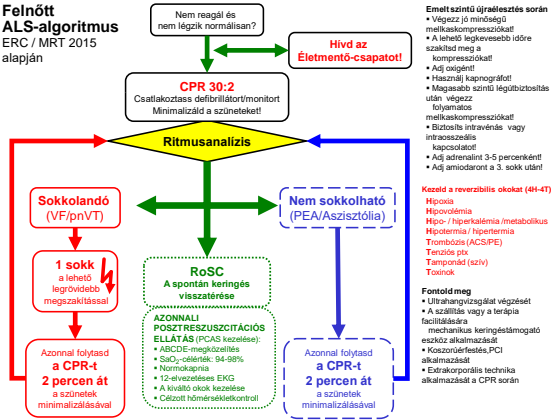 Felnőtt
ALS-algoritmus
ERC / MRT 2015
alapján
Nem reagál és
nem légzik normálisan?
Hívd az
Életmentő-csapatot!
CPR 30:2
Csatlakoztass defibrillátort/monitort
Minimalizáld a szüneteket!
Ritmusanalízis
Sokkolandó
(VF/pnVT)
Nem sokkolható
(PEA/Aszisztólia)
1 sokk
a lehető
legrövidebb
megszakítással
RoSC
A spontán keringés
visszatérése
AZONNALI
POSZTRESZUSZCITÁCIÓS
ELLÁTÁS (PCAS kezelése):
▪ ABCDE-megközelítés
▪ SaO2-célérték: 94-98%
▪ Normokapnia
▪ 12-elvezetéses EKG
▪ A kiváltó okok kezelése
▪ Célzott hőmérsékletkontroll
Azonnal folytasd
a CPR-t
2 percen át
a szünetek
minimalizálásával
Azonnal folytasd
a CPR-t
2 percen át
a szünetek
minimalizálásával
Emelt szintű újraélesztés során
▪ Végezz jó minőségű
mellkaskompressziókat!
▪ A lehető legkevesebb időre
szakítsd meg a
kompressziókat!
▪ Adj oxigént!
▪ Használj kapnográfot!
▪ Magasabb szintű légútbiztosítás
után végezz
folyamatos
mellkaskompressziókat!
▪ Biztosíts intravénás vagy
intraosszeális
kapcsolatot!
▪ Adj adrenalint 3-5 percenként!
▪ Adj amiodaront a 3. sokk után!
Kezeld a reverzibilis okokat (4H-4T)
Hipoxia
Hipovolémia
Hipo- / hiperkalémia /metabolikus
Hipotermia / hipertermia
Trombózis (ACS/PE)
Tenziós ptx
Tamponád (szív)
Toxinok
Fontold meg
▪ Ultrahangvizsgálat végzését
▪ A szállítás vagy a terápia
facilitálására
mechanikus keringéstámogató
eszköz alkalmazását
▪ Koszorúérfestés,PCI
alkalmazását
▪ Extrakorporális technika
alkalmazását a CPR során